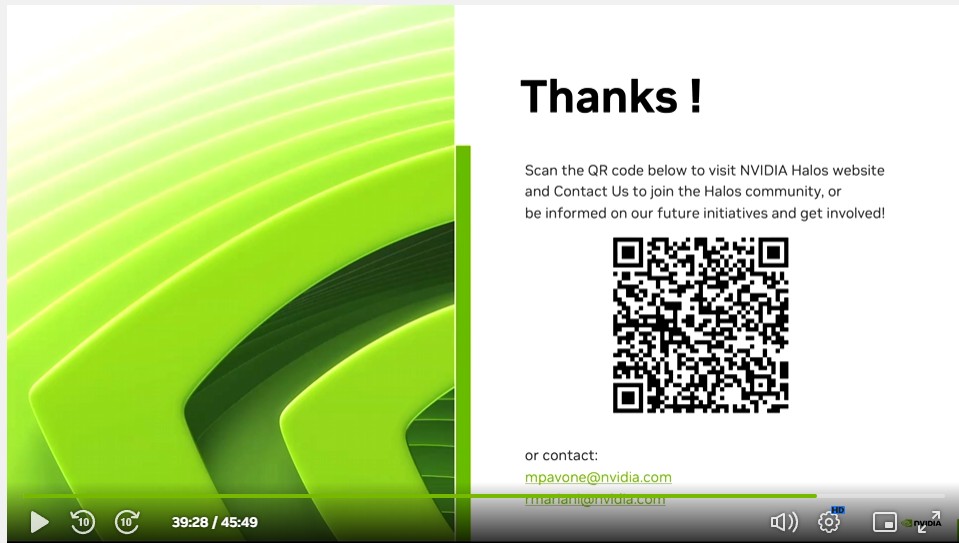 Thanks !
Scan the QR code below to visit NVIDIA Halos website
and Contact Us to join the Halos community, or
be informed on our future initiatives and get involved!
or contact:
mpavone@nvidia.com
rmariani@nvidia.com
10
10
39:28 / 45:49
HD
NVIDIA